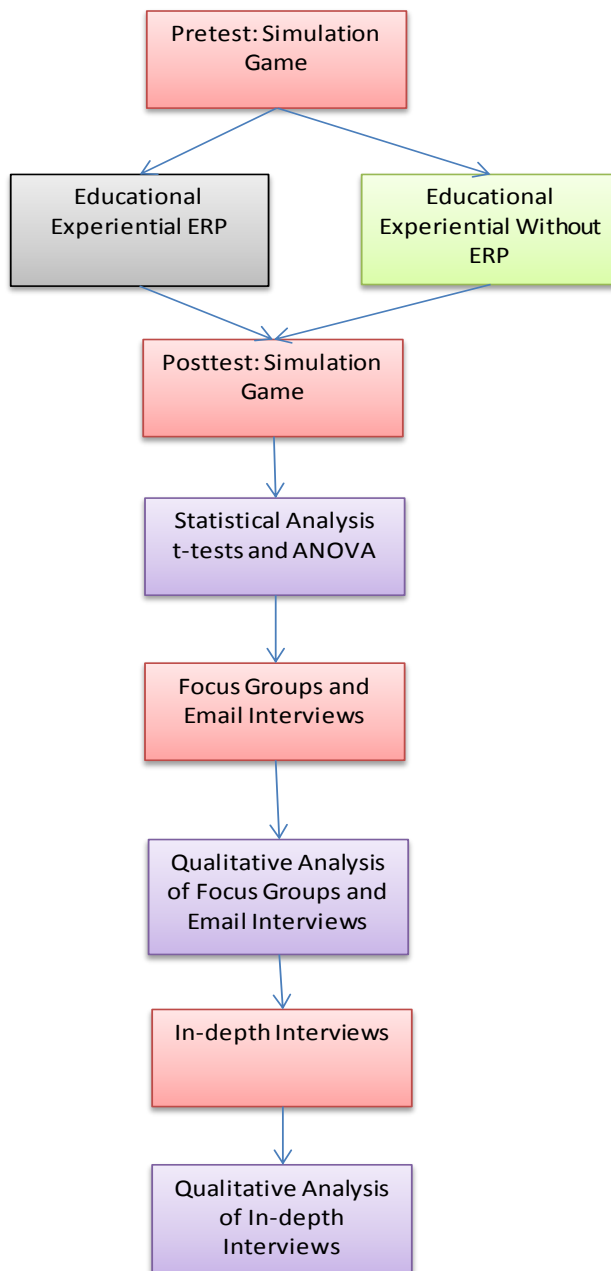 Pretest: Simulation
Game
Educational
Experiential ERP
Educational
Experiential Without
ERP
Posttest: Simulation
Game
Statistical Analysis
t-tests and ANOVA
Focus Groups and
Email Interviews
Qualitative Analysis
of Focus Groups and
Email Interviews
In-depth Interviews
Qualitative Analysis
of In-depth
Interviews